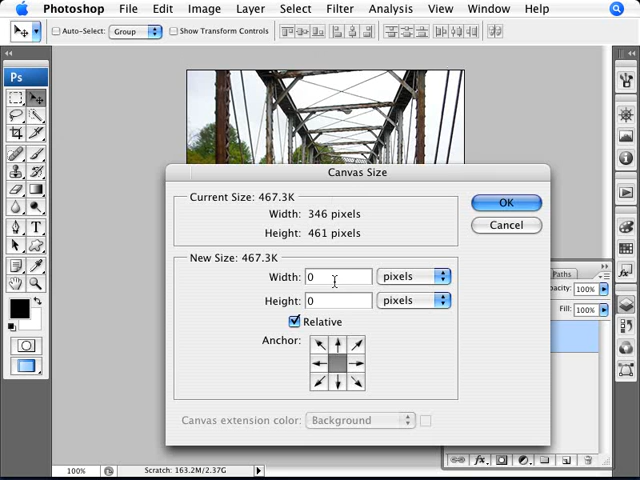 Photoshop File Edit Image Layer Select Filter Analysis View Window Help
Auto-Select: Group Show Transform Controls
Ps
Canvas Size
Current Size: 467.3K
Width: 346 pixels
Height: 461 pixels
OK
Cancel
New Size: 467.3K
Width: 0 pixels
Height: 0 pixels
Relative
Anchor:
Canvas extension color: Background
Paths
pacity: 100%
Fill: 100%
T
fx
100% Scratch: 163.2M/2.37G